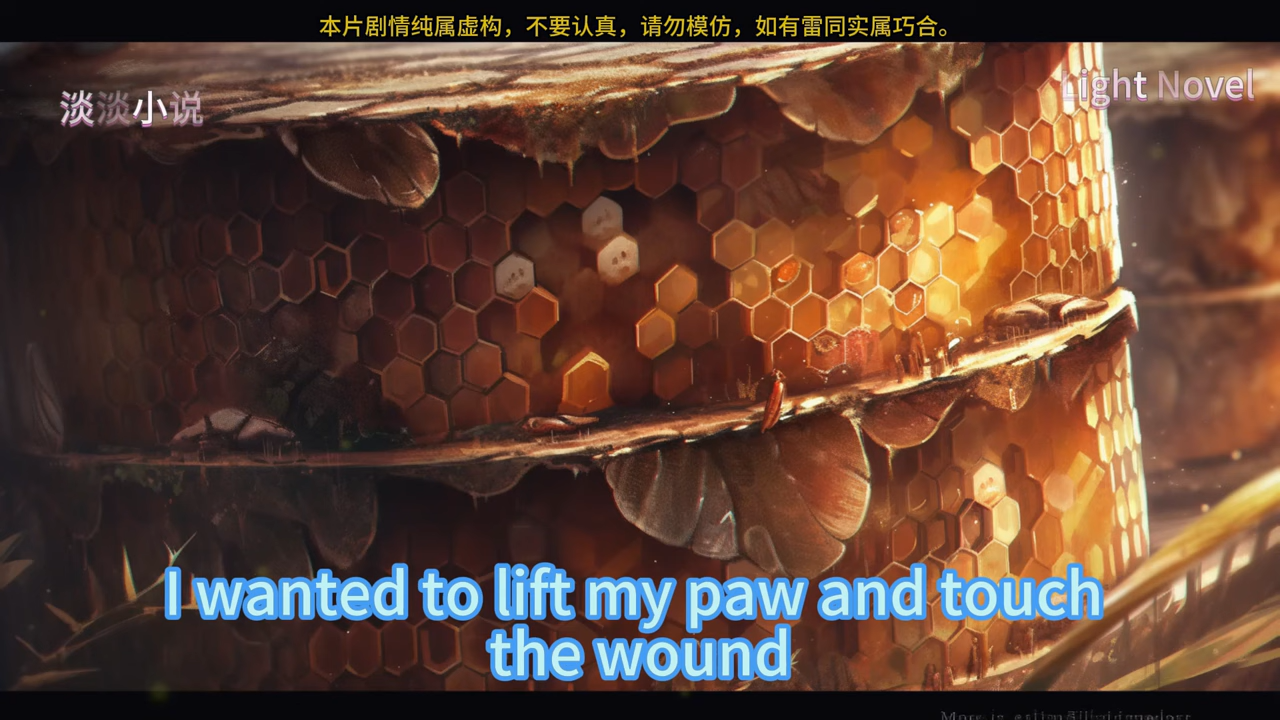 本片剧情纯属虚构，不要认真，请勿模仿，如有雷同实属巧合。
淡淡小说
Light Novel
I wanted to lift my paw and touch
the wound